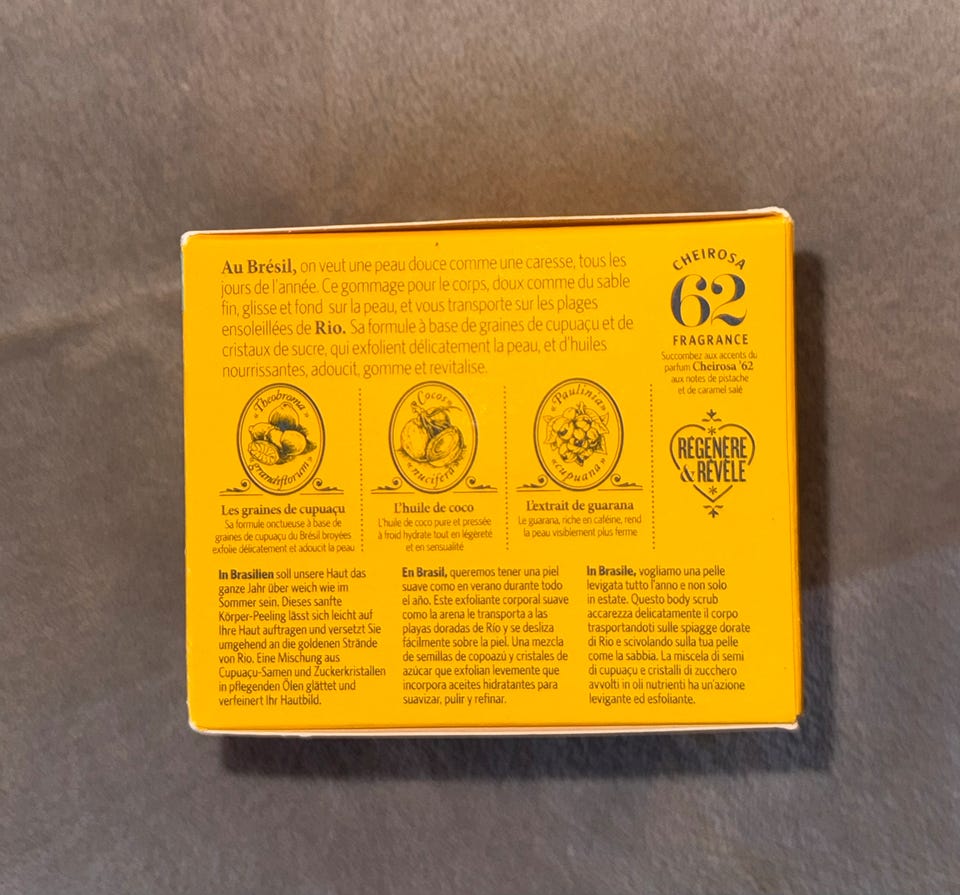 Au Brésil, on veut une peau douce comme une caresse, tous les
jours de l'année. Ce gommage pour le corps, doux comme du sable
fin, glisse et fond sur la peau, et vous transporte sur les plages
ensoleillées de Rio. Sa formule à base de graines de cupuaçu et de
cristaux de sucre, qui exfolient délicatement la peau, et d'huiles
nourrissantes, adoucit, gomme et revitalise.
CHEIROSA
62
FRAGRANCE
Succombez aux accents du
parfum Cheirosa '62
aux notes de pistache
et de caramel salé
«Theobroma»
«grandiflorum»
Les graines de cupuaçu
Sa formule onctueuse à base de
graines de cupuaçu du Brésil broyées
exfolie délicatement et adoucit la peau
«Cocos»
«nucifera»
L'huile de coco
L'huile de coco pure et pressée
à froid hydrate tout en légèreté
et en sensualité
«Paulinia»
«cupuana»
L'extrait de guarana
Le guarana, riche en caféine, rend
la peau visiblement plus ferme
RÉGÉNÈRE
& RÉVÈLE
In Brasilien soll unsere Haut das
ganze Jahr über weich wie im
Sommer sein. Dieses sanfte
Körper-Peeling lässt sich leicht auf
Ihre Haut auftragen und versetzt Sie
umgehend an die goldenen Strände
von Rio. Eine Mischung aus
Cupuaçu-Samen und Zuckerkristallen
in pflegenden Ölen glättet und
verfeinert Ihr Hautbild.
En Brasil, queremos tener una piel
suave como en verano durante todo
el año. Este exfoliante corporal suave
como la arena le transporta a las
playas doradas de Rio y se desliza
fácilmente sobre la piel. Una mezcla
de semillas de copoazú y cristales de
azúcar que exfolian levemente que
incorpora aceites hidratantes para
suavizar, pulir y refinar.
In Brasile, vogliamo una pelle
levigata tutto l'anno e non solo
in estate. Questo body scrub
accarezza delicatamente il corpo
trasportandoti sulle spiagge dorate
di Rio e scivolando sulla tua pelle
come la sabbia. La miscela di semi
di cupuaçu e cristalli di zucchero
avvolti in oli nutrienti ha un'azione
levigante ed esfoliante.